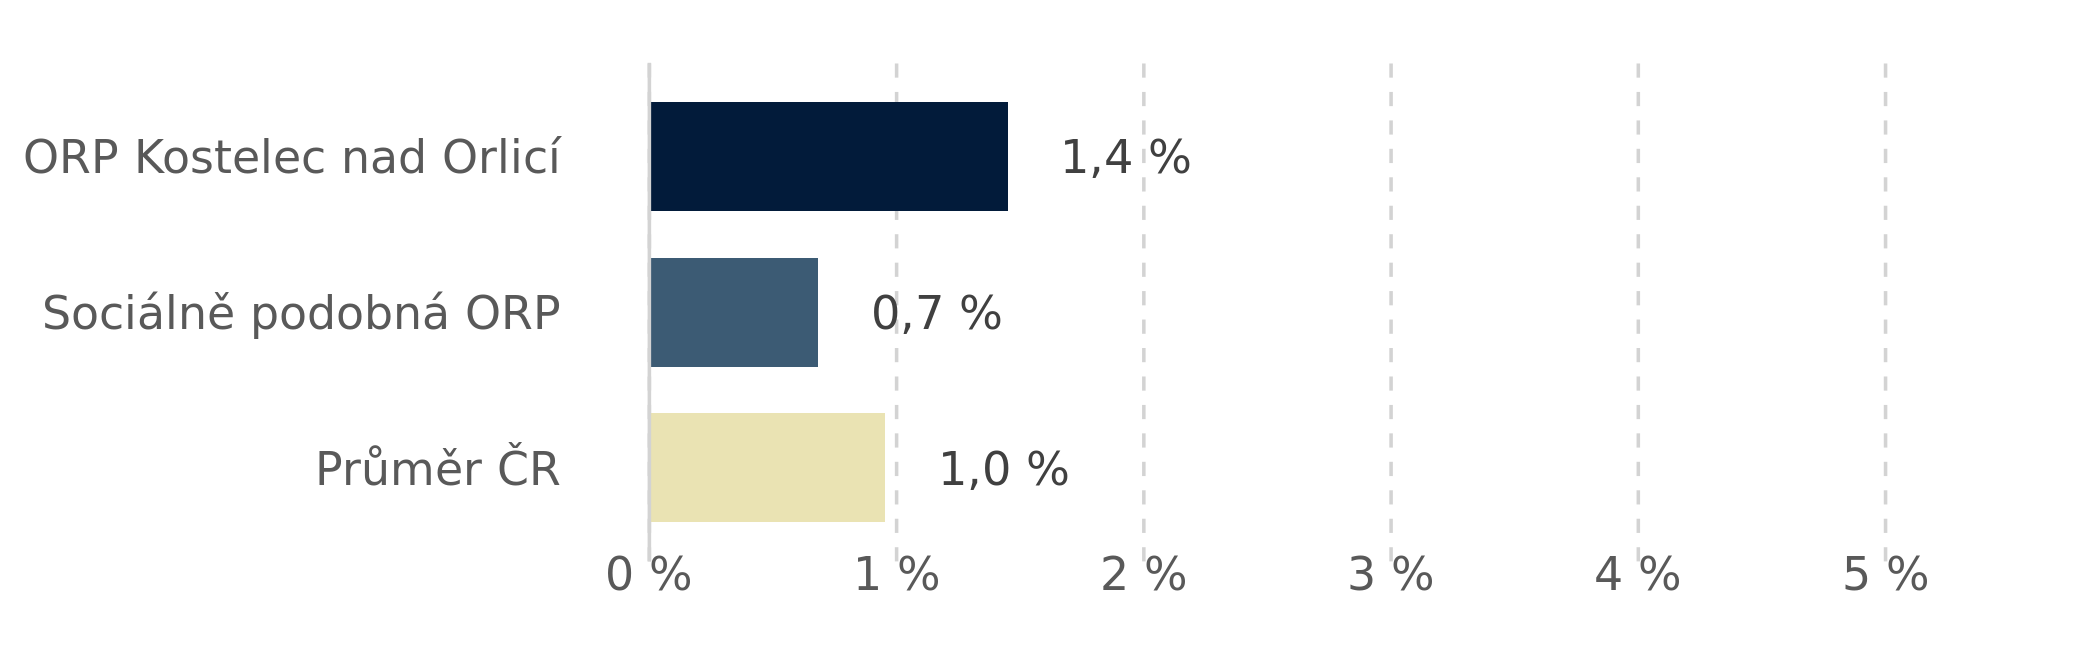 ORP Kostelec nad Orlicí 1,4 %
Sociálně podobná ORP 0,7 %
Průměr ČR 1,0 %
0 % 1 % 2 % 3 % 4 % 5 %